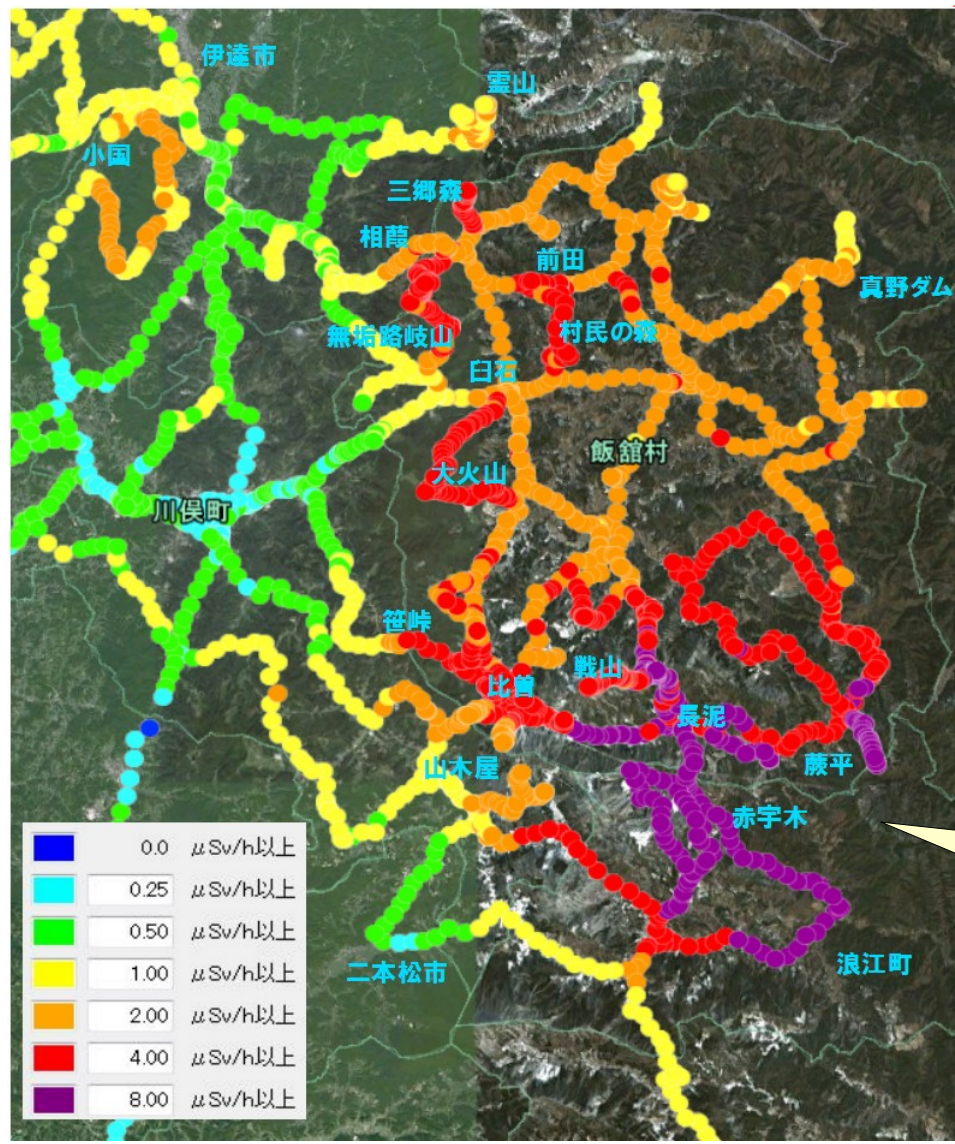 伊達市
霊山
小国
三郷森
相葭
前田
真野ダム
無垢路岐山
村民の森
臼石
飯舘村
大火山
川俣町
笹峠
戦山
比曽
長泥
山木屋
蕨平
赤宇木
二本松市
浪江町
0.0 μSv/h以上
0.25 μSv/h以上
0.50 μSv/h以上
1.00 μSv/h以上
2.00 μSv/h以上
4.00 μSv/h以上
8.00 μSv/h以上